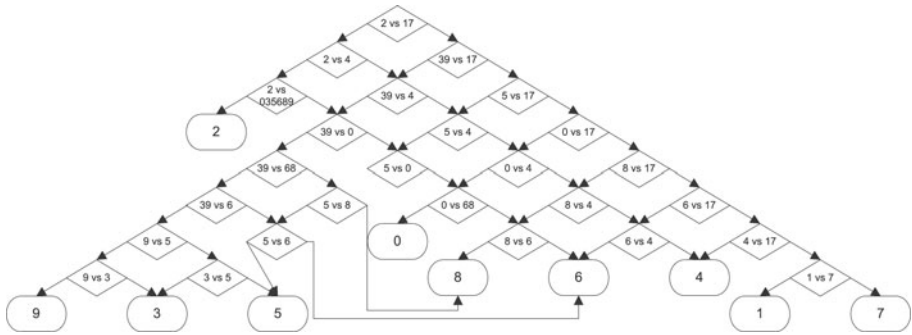 2 vs 17
2 vs 4
39 vs 17
2 vs
035689
39 vs 4
5 vs 17
2
39 vs 0
5 vs 4
0 vs 17
39 vs 68
5 vs 0
0 vs 4
8 vs 17
39 vs 6
5 vs 8
0 vs 68
8 vs 4
6 vs 17
9 vs 5
5 vs 6
0
8 vs 6
6 vs 4
4 vs 17
9 vs 3
3 vs 5
8
6
4
1 vs 7
9
3
5
1
7